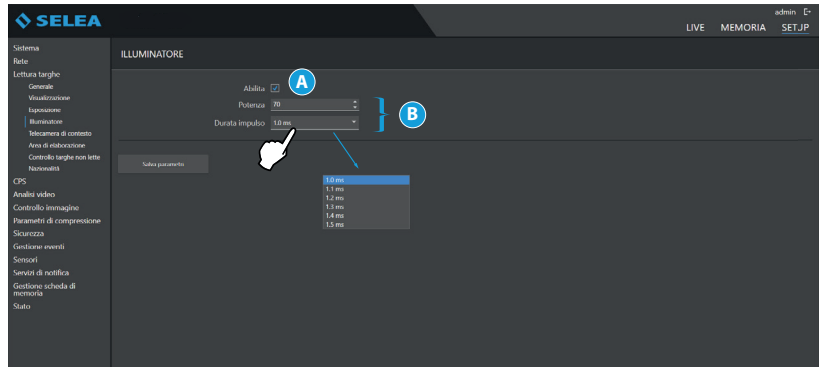 SELEA
admin
LIVE MEMORIA SETUP
Sistema
Rete
Lettura targhe
Generale
Visualizzazione
Esposizione
Illuminatore
Telecamera di contesto
Area di elaborazione
Controllo targhe non lette
Nazionalità
CPS
Analisi video
Controllo immagine
Parametri di compressione
Sicurezza
Gestione eventi
Sensori
Servizi di notifica
Gestione scheda di
memoria
Stato
ILLUMINATORE
Abilita A
Potenza 70
B
Durata impulso 1.0 ms
Salva parametri
1.0 ms
1.1 ms
1.2 ms
1.3 ms
1.4 ms
1.5 ms